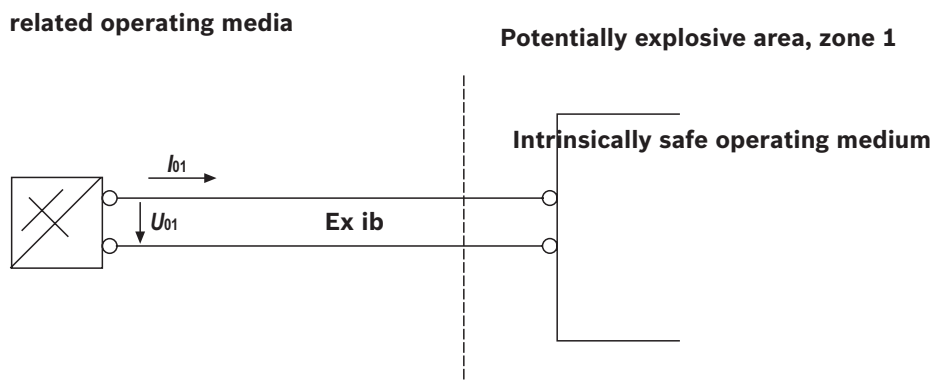 related operating media
Potentially explosive area, zone 1
Intrinsically safe operating medium
I01
U01
Ex ib